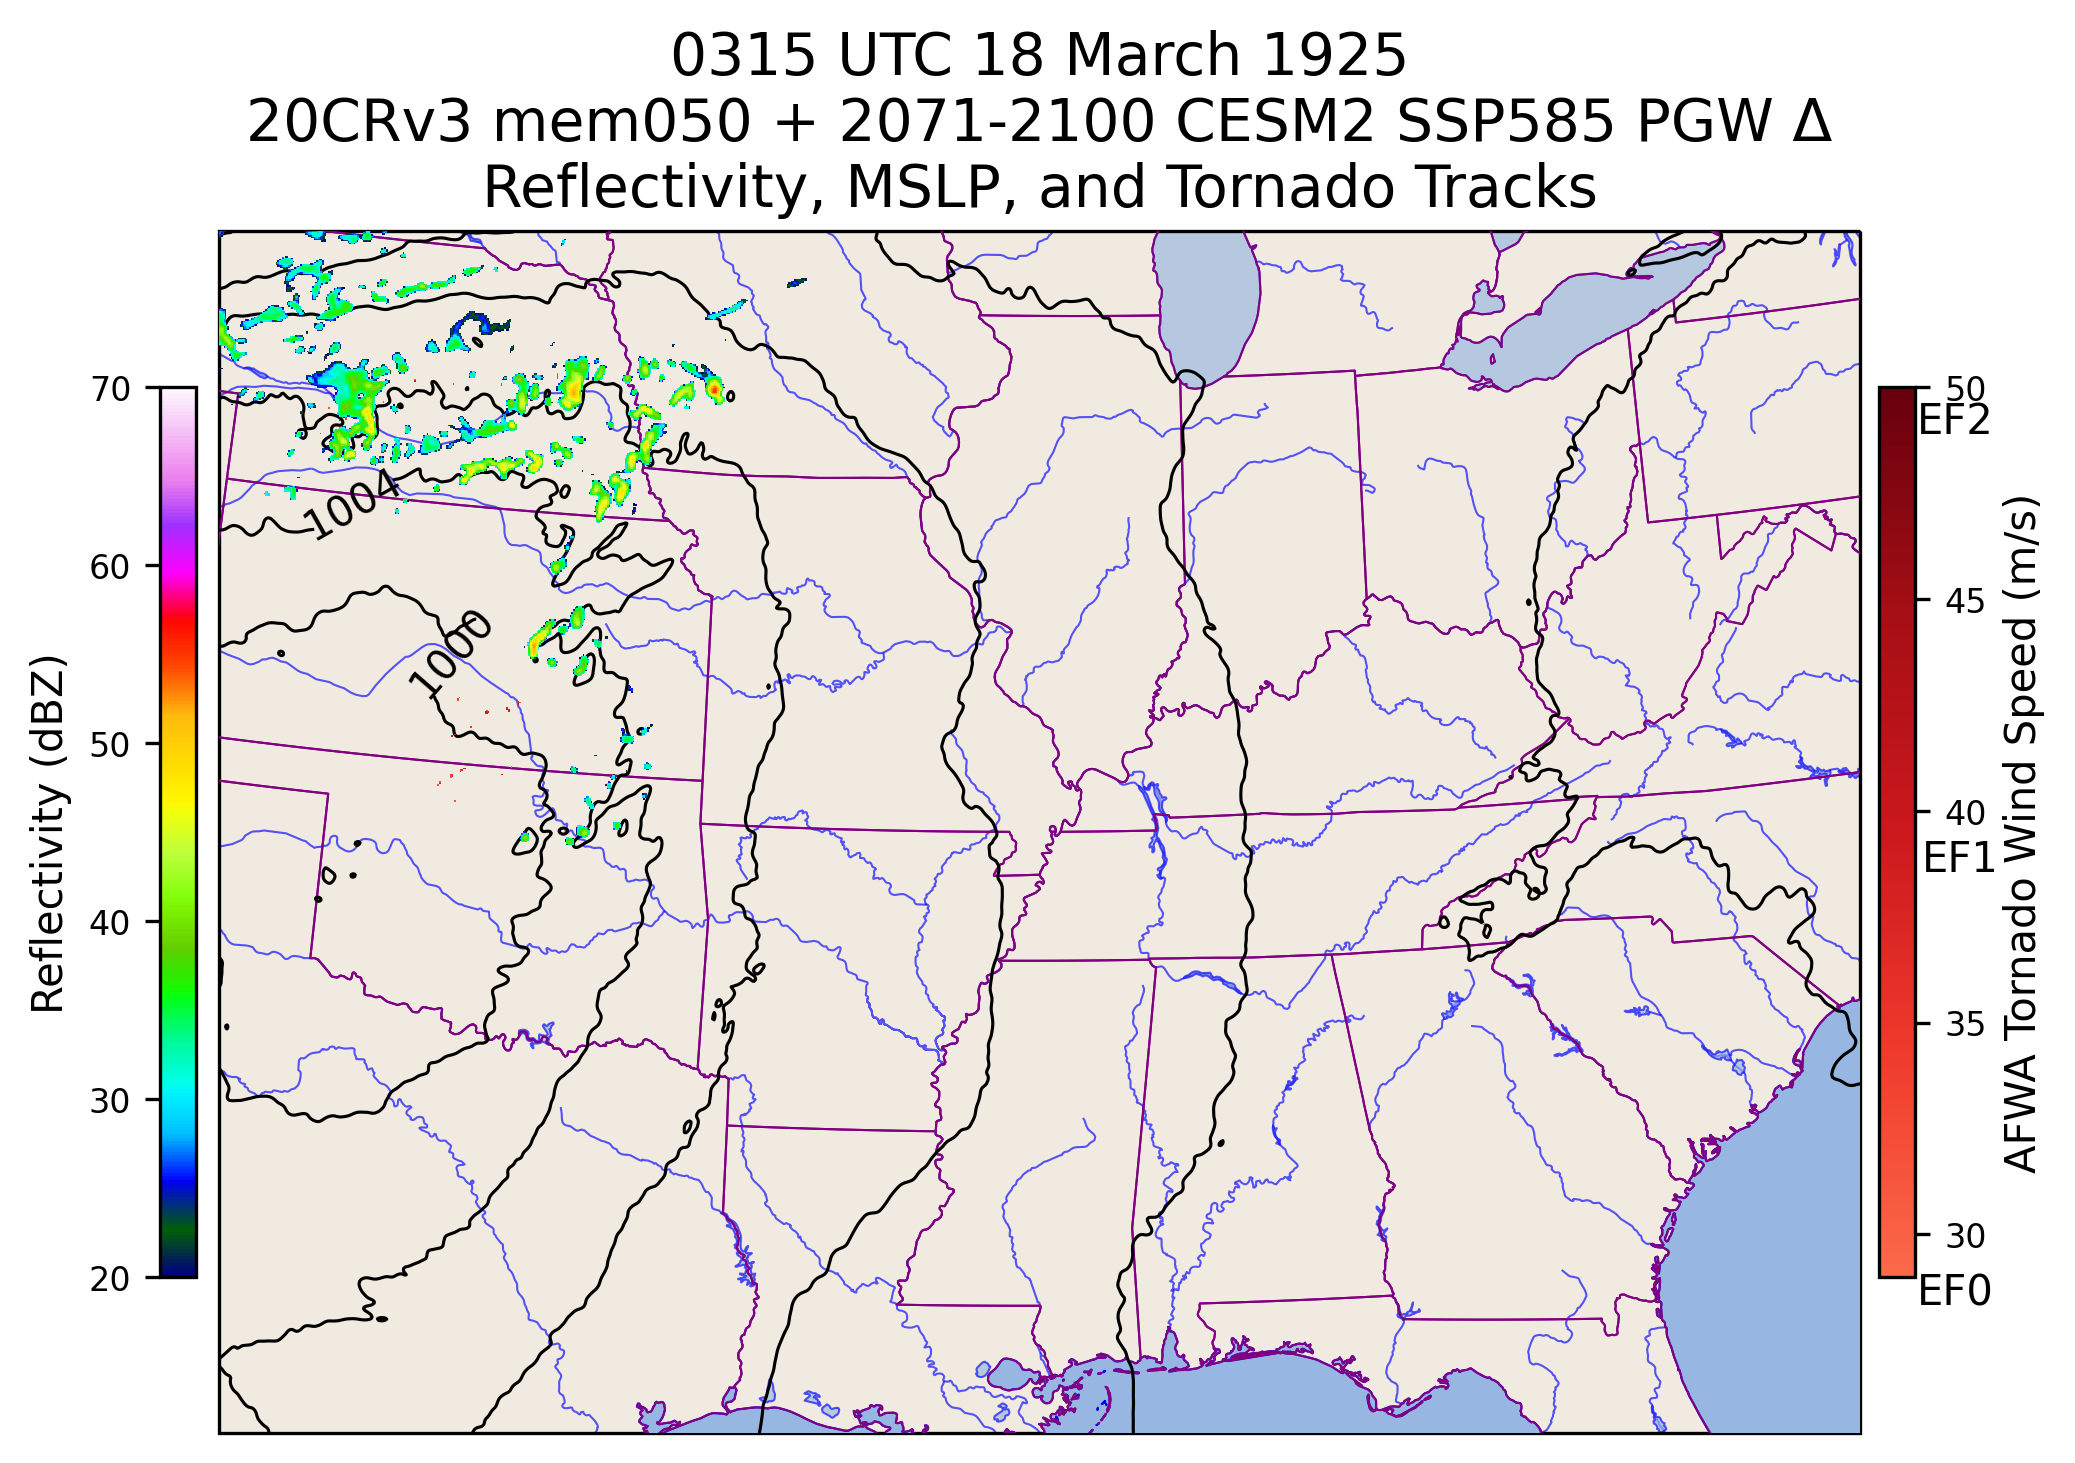 0315 UTC 18 March 1925
20CRv3 mem050 + 2071-2100 CESM2 SSP585 PGW Δ
Reflectivity, MSLP, and Tornado Tracks
70
60
50
40
30
20
Reflectivity (dBZ)
1004
1000
50
EF2
45
40
EF1
35
30
EF0
AFWA Tornado Wind Speed (m/s)